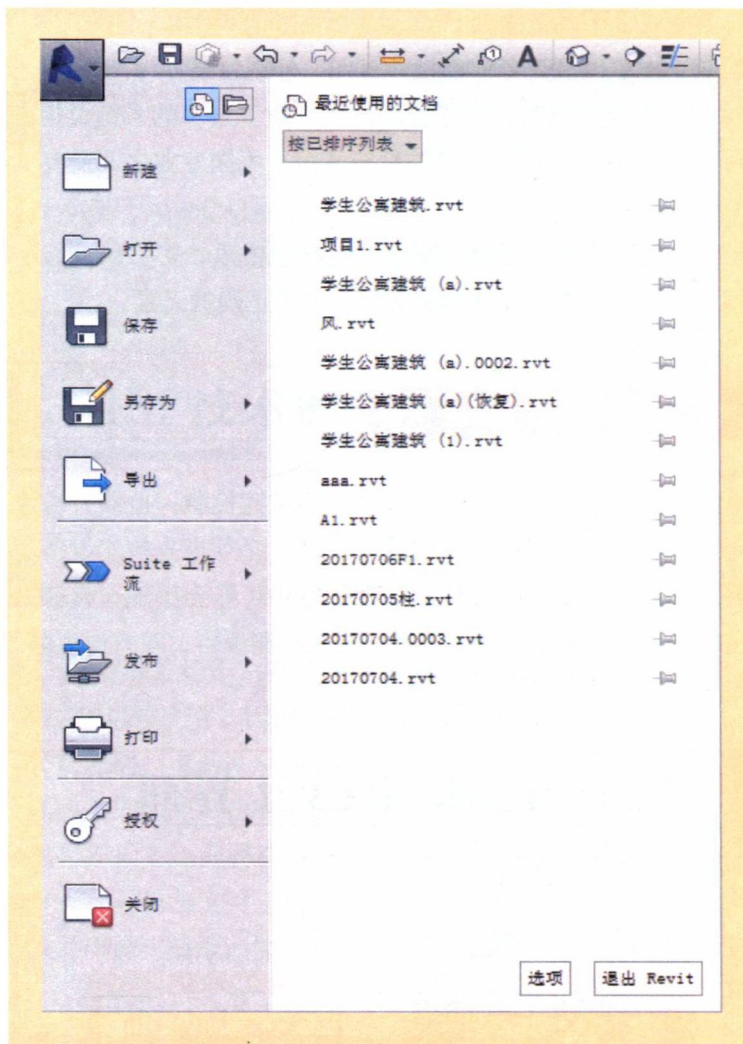 最近使用的文档
按已排序列表
新建
打开
保存
另存为
导出
Suite 工作
流
发布
打印
授权
关闭
学生公寓建筑.rvt
项目1.rvt
学生公寓建筑 (a).rvt
风.rvt
学生公寓建筑 (a).0002.rvt
学生公寓建筑 (a)(恢复).rvt
学生公寓建筑 (1).rvt
aaa.rvt
A1.rvt
20170706F1.rvt
20170705柱.rvt
20170704.0003.rvt
20170704.rvt
选项
退出 Revit